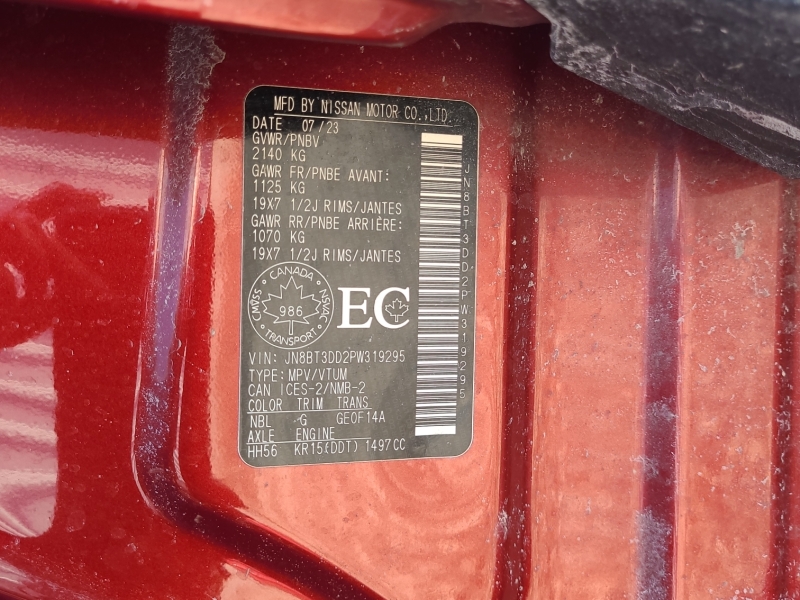 MFD BY NISSAN MOTOR CO.,LTD.
DATE 07/23
GVWR/PNBV
2140 KG
GAWR FR/PNBE AVANT:
1125 KG
19X7 1/2J RIMS/JANTES
GAWR RR/PNBE ARRIÈRE:
1070 KG
19X7 1/2J RIMS/JANTES
CANADA
CMVSS NSVAC
986
TRANSPORT
EC
VIN: JN8BT3DD2PW319295
TYPE: MPV/VTUM
CAN ICES-2/NMB-2
COLOR TRIM TRANS
NBL G GE0F14A
AXLE ENGINE
HH56 KR15(DDT) 1497CC
JN8BT3DD2PW319295